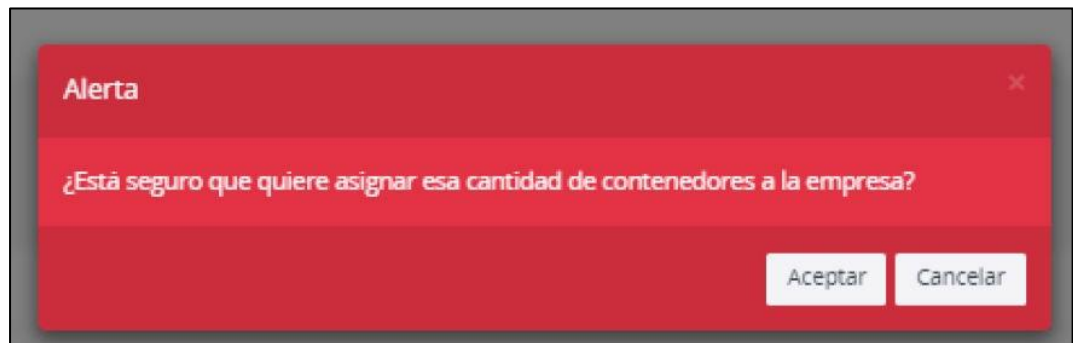 Alerta
×
¿Está seguro que quiere asignar esa cantidad de contenedores a la empresa?
Aceptar Cancelar